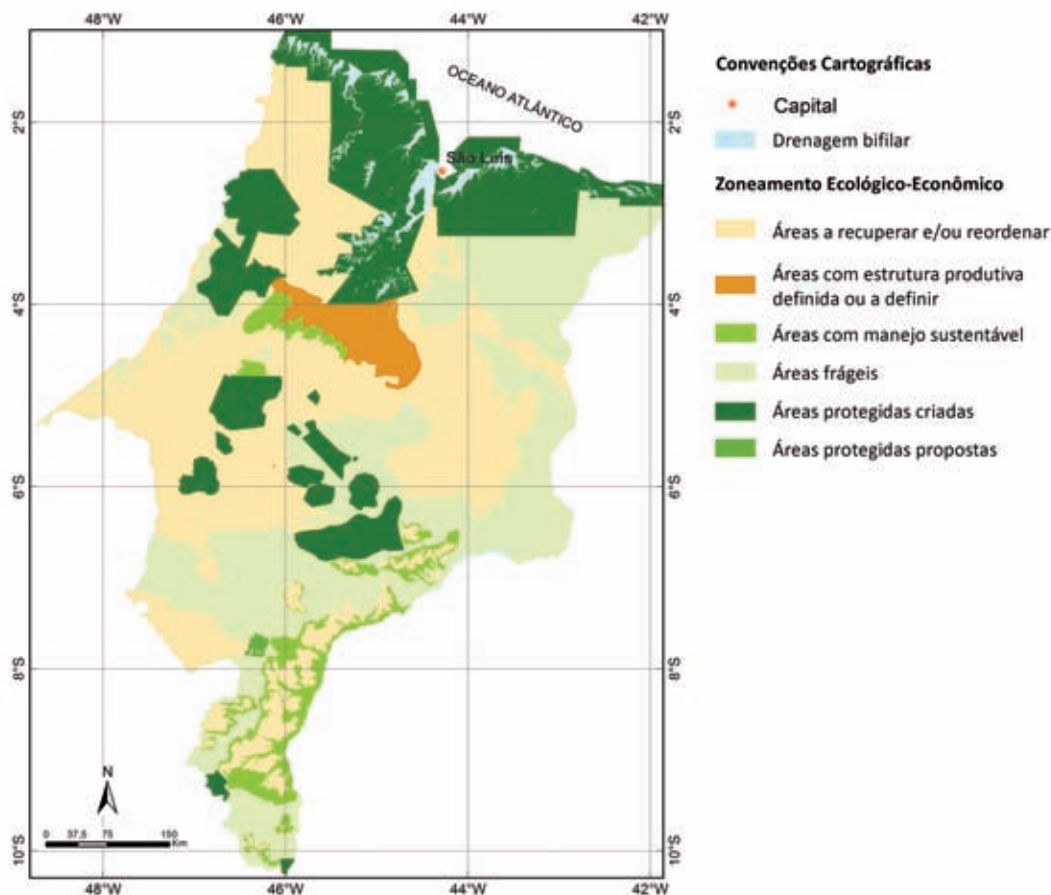 48°W 46°W 44°W 42°W
Convenções Cartográficas
Capital
Drenagem bifilar
Zoneamento Ecológico-Econômico
Áreas a recuperar e/ou reordenar
Áreas com estrutura produtiva
definida ou a definir
Áreas com manejo sustentável
Áreas frágeis
Áreas protegidas criadas
Áreas protegidas propostas
OCEANO ATLÂNTICO
São Luís
2°S 2°S
4°S 4°S
6°S 6°S
8°S 8°S
10°S 10°S
N
0 37,5 75 150
Km
48°W 46°W 44°W 42°W